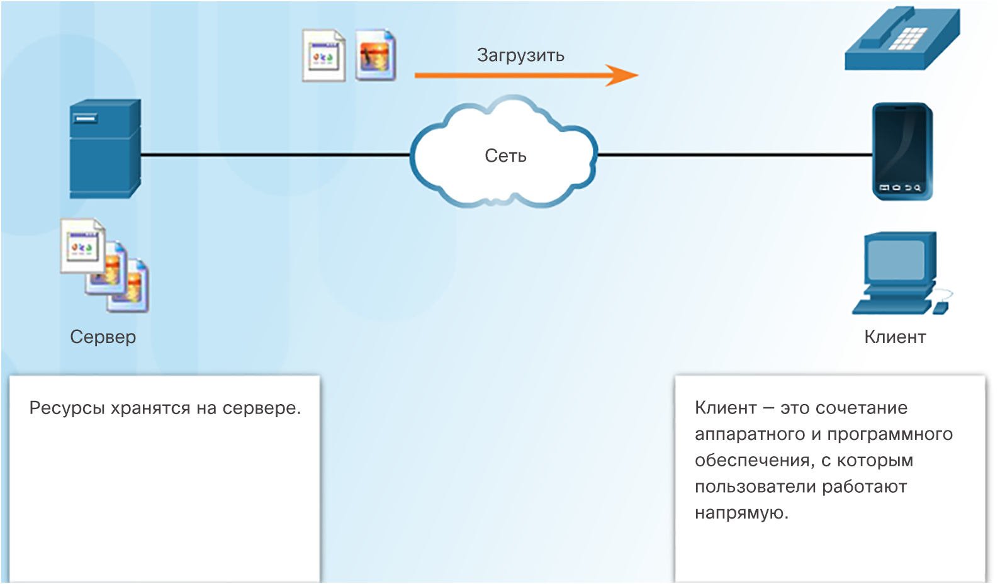 Загрузить
Сеть
Сервер
Клиент
Ресурсы хранятся на сервере.
Клиент – это сочетание
аппаратного и программного
обеспечения, с которым
пользователи работают
напрямую.